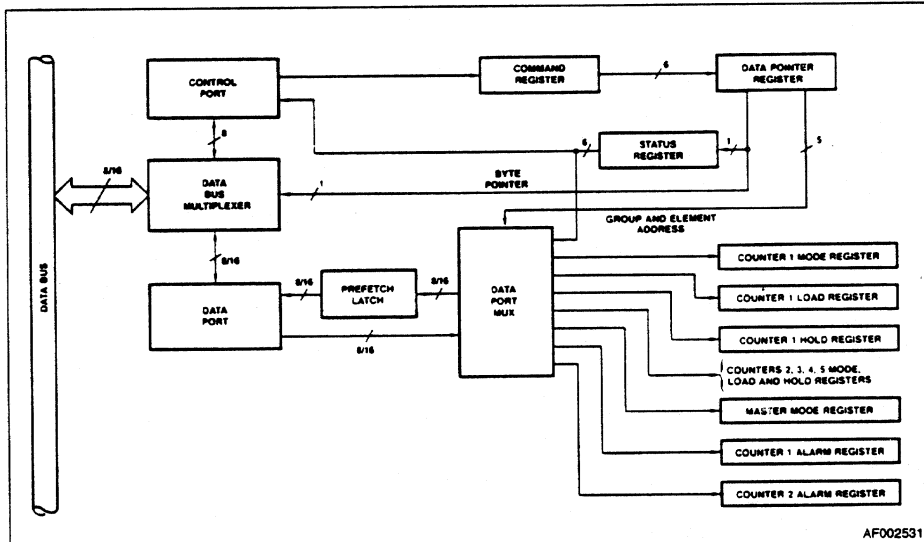 CONTROL
PORT
COMMAND
REGISTER
6
DATA POINTER
REGISTER
8
6
STATUS
REGISTER
1
5
8/16
DATA
BUS
MULTIPLEXER
1
BYTE
POINTER
GROUP AND ELEMENT
ADDRESS
8/16
DATA BUS
DATA
PORT
8/16
PREFETCH
LATCH
8/16
8/16
DATA
PORT
MUX
COUNTER 1 MODE REGISTER
COUNTER 1 LOAD REGISTER
COUNTER 1 HOLD REGISTER
COUNTERS 2, 3, 4, 5 MODE,
LOAD AND HOLD REGISTERS
MASTER MODE REGISTER
COUNTER 1 ALARM REGISTER
COUNTER 2 ALARM REGISTER
AF002531